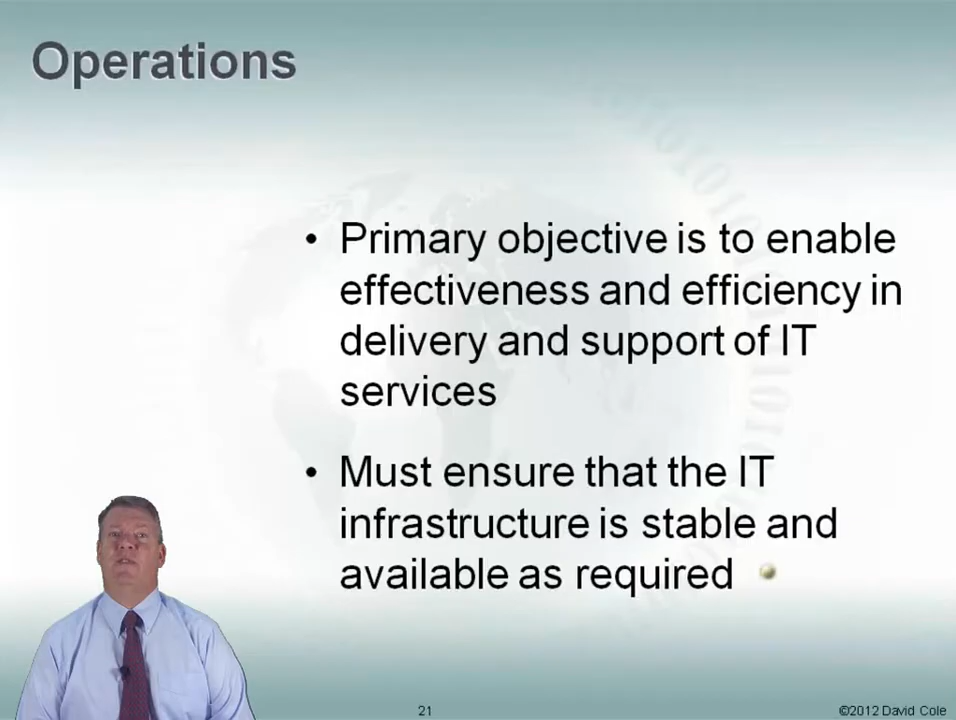 Operations
• Primary objective is to enable
effectiveness and efficiency in
delivery and support of IT
services
• Must ensure that the IT
infrastructure is stable and
available as required
21
©2012 David Cole